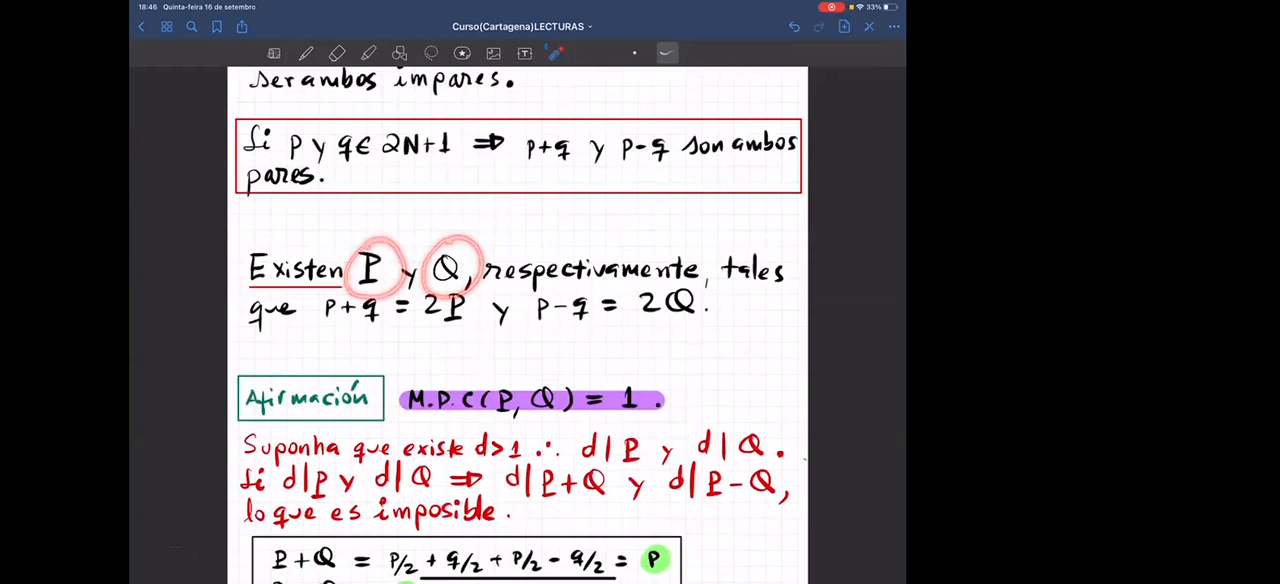 18:46 Quinta-feira 16 de setembro
33%
Curso(Cartagena)LECTURAS
ser ambos impares.
Si p y q ∈ 2N+1 ⇒ p+q y p-q son ambos
pares.
Existen P y Q, respectivamente, tales
que p+q = 2P y p-q = 2Q.
Afirmación M.D.C(P, Q) = 1.
Suponha que existe d>1 ∴ d|P y d|Q.
Si d|P y d|Q ⇒ d|P+Q y d|P-Q,
lo que es imposible.
P+Q = p/2 + q/2 + p/2 - q/2 = p